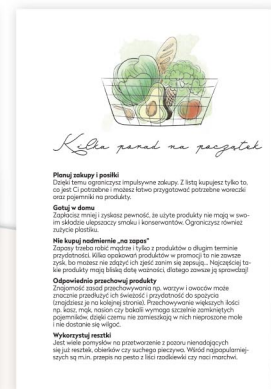 Kilka porad na początek
Planuj zakupy i posiłki
Dzięki temu ograniczysz impulsywne zakupy. Z listą kupujesz tylko to,
co jest Ci potrzebne i możesz łatwo przygotować potrzebne woreczki
oraz pojemniki na produkty.
Gotuj w domu
Zapłacisz mniej i zyskasz pewność, że użyte produkty nie mają w swo-
im składzie ulepszaczy smaku i konserwantów. Ograniczysz również
zużycie plastiku.
Nie kupuj nadmiernie „na zapas”
Zapasy trzeba robić mądrze i tylko z produktów o długim terminie
przydatności. Kilka opakowań produktów w promocji to nie zawsze
zysk, bo możesz nie zdążyć ich zjeść zanim się zepsują... Najczęściej ta-
kie produkty mają bliską datę ważności, dlatego zawsze ją sprawdzaj!
Odpowiednio przechowuj produkty
Znajomość zasad przechowywania np. warzyw i owoców może
znacznie przedłużyć ich świeżość i przydatność do spożycia
(znajdziesz je na kolejnej stronie). Przechowywanie większych ilości
np. kasz, mąk, nasion czy bakalii wymaga szczelnie zamkniętych
pojemników, dzięki czemu nie zamieszkają w nich nieproszone mole
i nie dostanie się wilgoć.
Wykorzystuj resztki
Jest wiele pomysłów na przetworzenie z pozoru nienadających
się już resztek, obierków czy suchego pieczywa. Wśród najpopularniej-
szych są m.in. przepis na pesto z liści rzodkiewki czy naci marchwi.